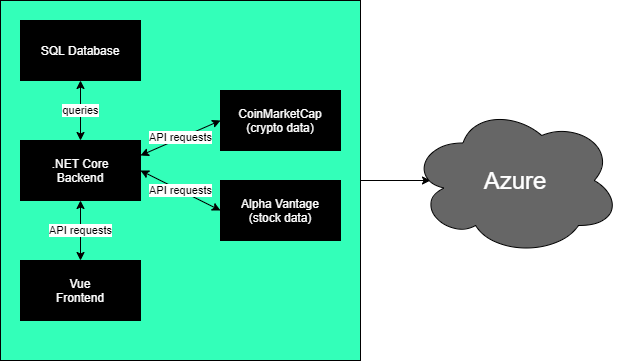 SQL Database
queries
CoinMarketCap
(crypto data)
API requests
.NET Core
Backend
API requests
Alpha Vantage
(stock data)
Azure
API requests
Vue
Frontend